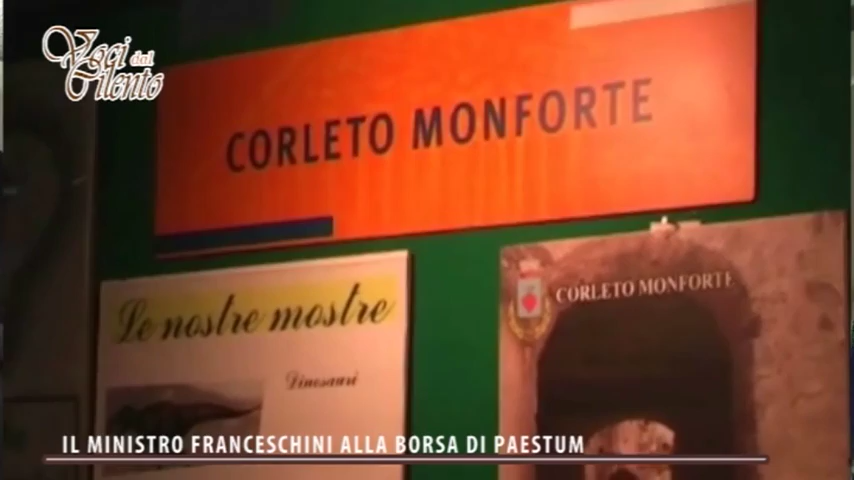 Voci dal
Cilento
CORLETO MONFORTE
Le nostre mostre
Dinosauri
CORLETO MONFORTE
IL MINISTRO FRANCESCHINI ALLA BORSA DI PAESTUM